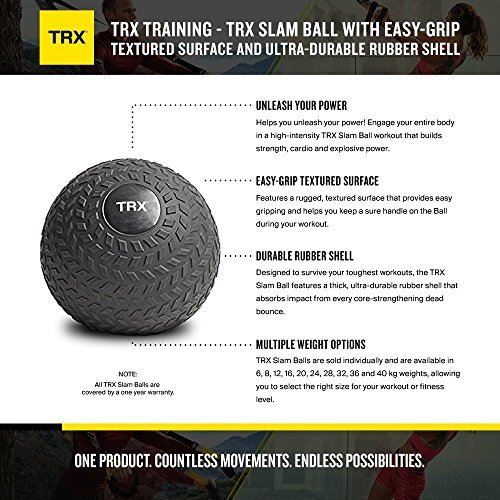 TRX
TRX TRAINING - TRX SLAM BALL WITH EASY-GRIP
TEXTURED SURFACE AND ULTRA-DURABLE RUBBER SHELL
UNLEASH YOUR POWER
Helps you unleash your power! Engage your entire body
in a high-intensity TRX Slam Ball workout that builds
strength, cardio and explosive power.
EASY-GRIP TEXTURED SURFACE
Features a rugged, textured surface that provides easy
gripping and helps you keep a sure handle on the Ball
during your workout.
TRX
DURABLE RUBBER SHELL
Designed to survive your toughest workouts, the TRX
Slam Ball features a thick, ultra-durable rubber shell that
absorbs impact from every core-strengthening dead
bounce.
MULTIPLE WEIGHT OPTIONS
TRX Slam Balls are sold individually and are available in
6, 8, 12, 16, 20, 24, 28, 32, 36 and 40 kg weights, allowing
you to select the right size for your workout or fitness
level.
NOTE:
All TRX Slam Balls are
covered by a one year warranty.
ONE PRODUCT. COUNTLESS MOVEMENTS. ENDLESS POSSIBILITIES.